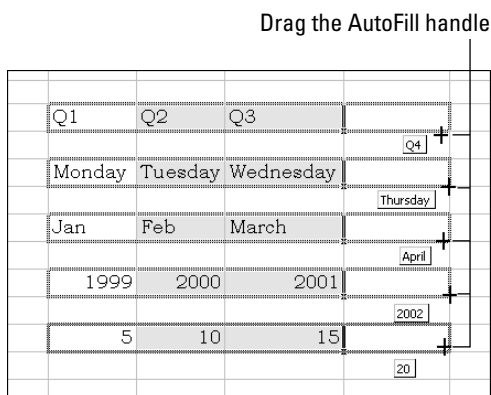 Drag the AutoFill handle
Q1 Q2 Q3
Q4
Monday Tuesday Wednesday
Thursday
Jan Feb March
April
1999 2000 2001
2002
5 10 15
20